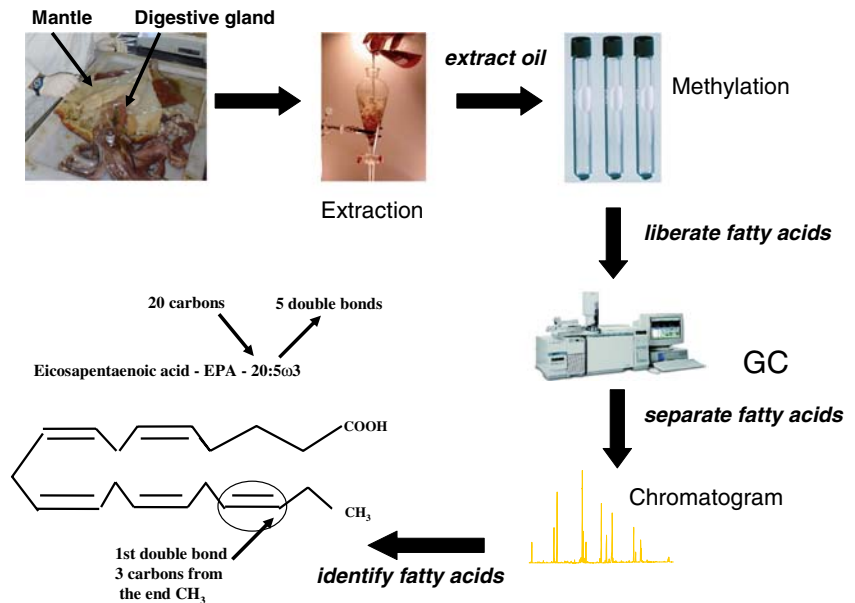 Mantle
Digestive gland
extract oil
Methylation
Extraction
liberate fatty acids
20 carbons
5 double bonds
GC
Eicosapentaenoic acid - EPA - 20:5ω3
separate fatty acids
COOH
Chromatogram
CH₃
1st double bond
3 carbons from
the end CH₃
identify fatty acids